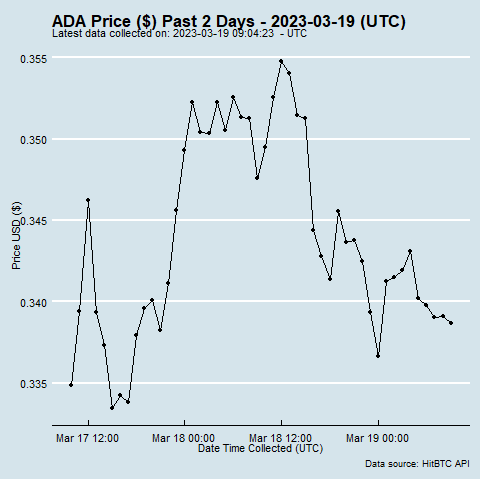 ADA Price ($) Past 2 Days - 2023-03-19 (UTC)
Latest data collected on: 2023-03-19 09:04:23 - UTC
0.355
0.350
0.345
0.340
0.335
Price USD ($)
Mar 17 12:00 Mar 18 00:00 Mar 18 12:00 Mar 19 00:00
Date Time Collected (UTC)
Data source: HitBTC API